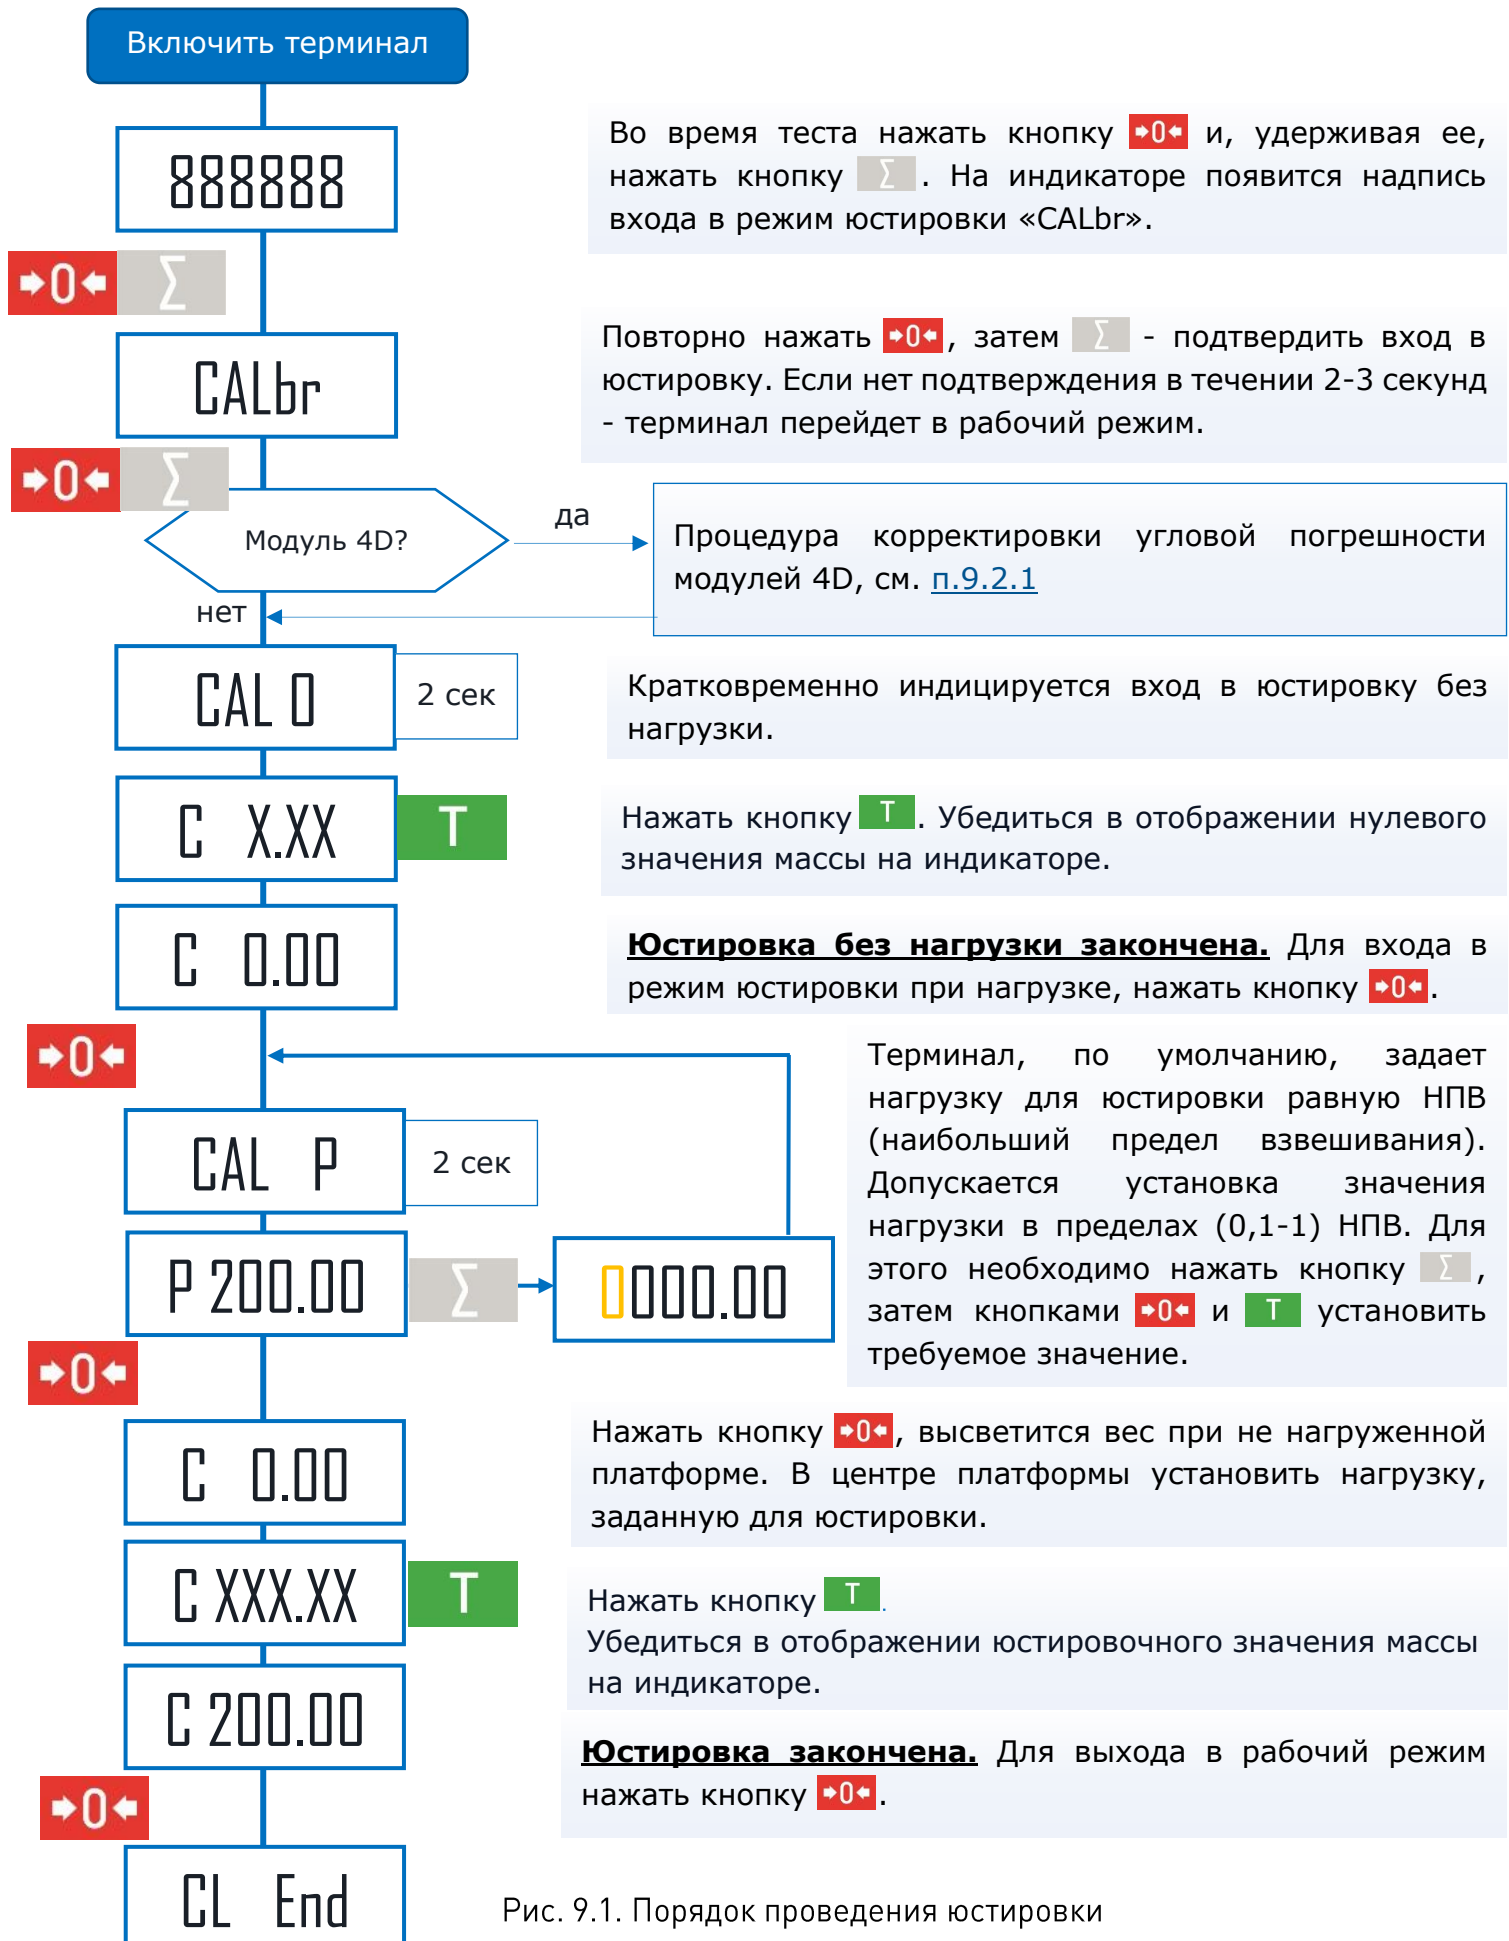 Включить терминал
888888
Во время теста нажать кнопку →0← и, удерживая ее,
нажать кнопку Σ . На индикаторе появится надпись
входа в режим юстировки «CALbr».
→0← Σ
CALbr
Повторно нажать →0←, затем Σ - подтвердить вход в
юстировку. Если нет подтверждения в течении 2-3 секунд
- терминал перейдет в рабочий режим.
→0← Σ
Модуль 4D?
да
Процедура корректировки угловой погрешности
модулей 4D, см. п.9.2.1
нет
CAL 0
2 сек
Кратковременно индицируется вход в юстировку без
нагрузки.
C X.XX
T
Нажать кнопку T . Убедиться в отображении нулевого
значения массы на индикаторе.
C 0.00
Юстировка без нагрузки закончена. Для входа в
режим юстировки при нагрузке, нажать кнопку →0←.
→0←
CAL P
2 сек
P 200.00
Σ
0000.00
Терминал, по умолчанию, задает
нагрузку для юстировки равную НПВ
(наибольший предел взвешивания).
Допускается установка значения
нагрузки в пределах (0,1-1) НПВ. Для
этого необходимо нажать кнопку Σ ,
затем кнопками →0← и T установить
требуемое значение.
→0←
C 0.00
Нажать кнопку →0←, высветится вес при не нагруженной
платформе. В центре платформы установить нагрузку,
заданную для юстировки.
C XXX.XX
T
Нажать кнопку T .
Убедиться в отображении юстировочного значения массы
на индикаторе.
C 200.00
Юстировка закончена. Для выхода в рабочий режим
нажать кнопку →0←.
→0←
CL End
Рис. 9.1. Порядок проведения юстировки